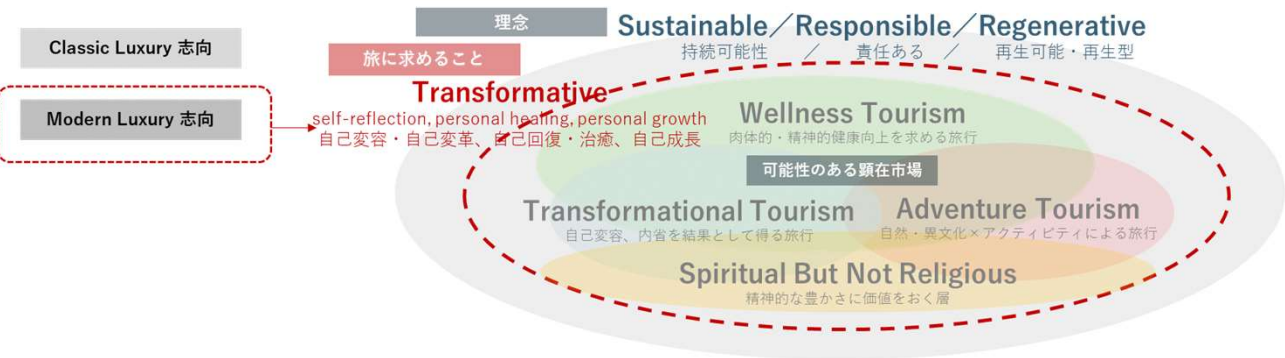 理念
Sustainable／Responsible／Regenerative
持続可能性 ／ 責任ある ／ 再生可能・再生型
Classic Luxury 志向
旅に求めること
Modern Luxury 志向
Transformative
self-reflection, personal healing, personal growth
自己変容・自己変革、自己回復・治癒、自己成長
Wellness Tourism
肉体的・精神的健康向上を求める旅行
可能性のある顕在市場
Transformational Tourism
自己変容、内省を結果として得る旅行
Adventure Tourism
自然・異文化×アクティビティによる旅行
Spiritual But Not Religious
精神的な豊かさに価値をおく層